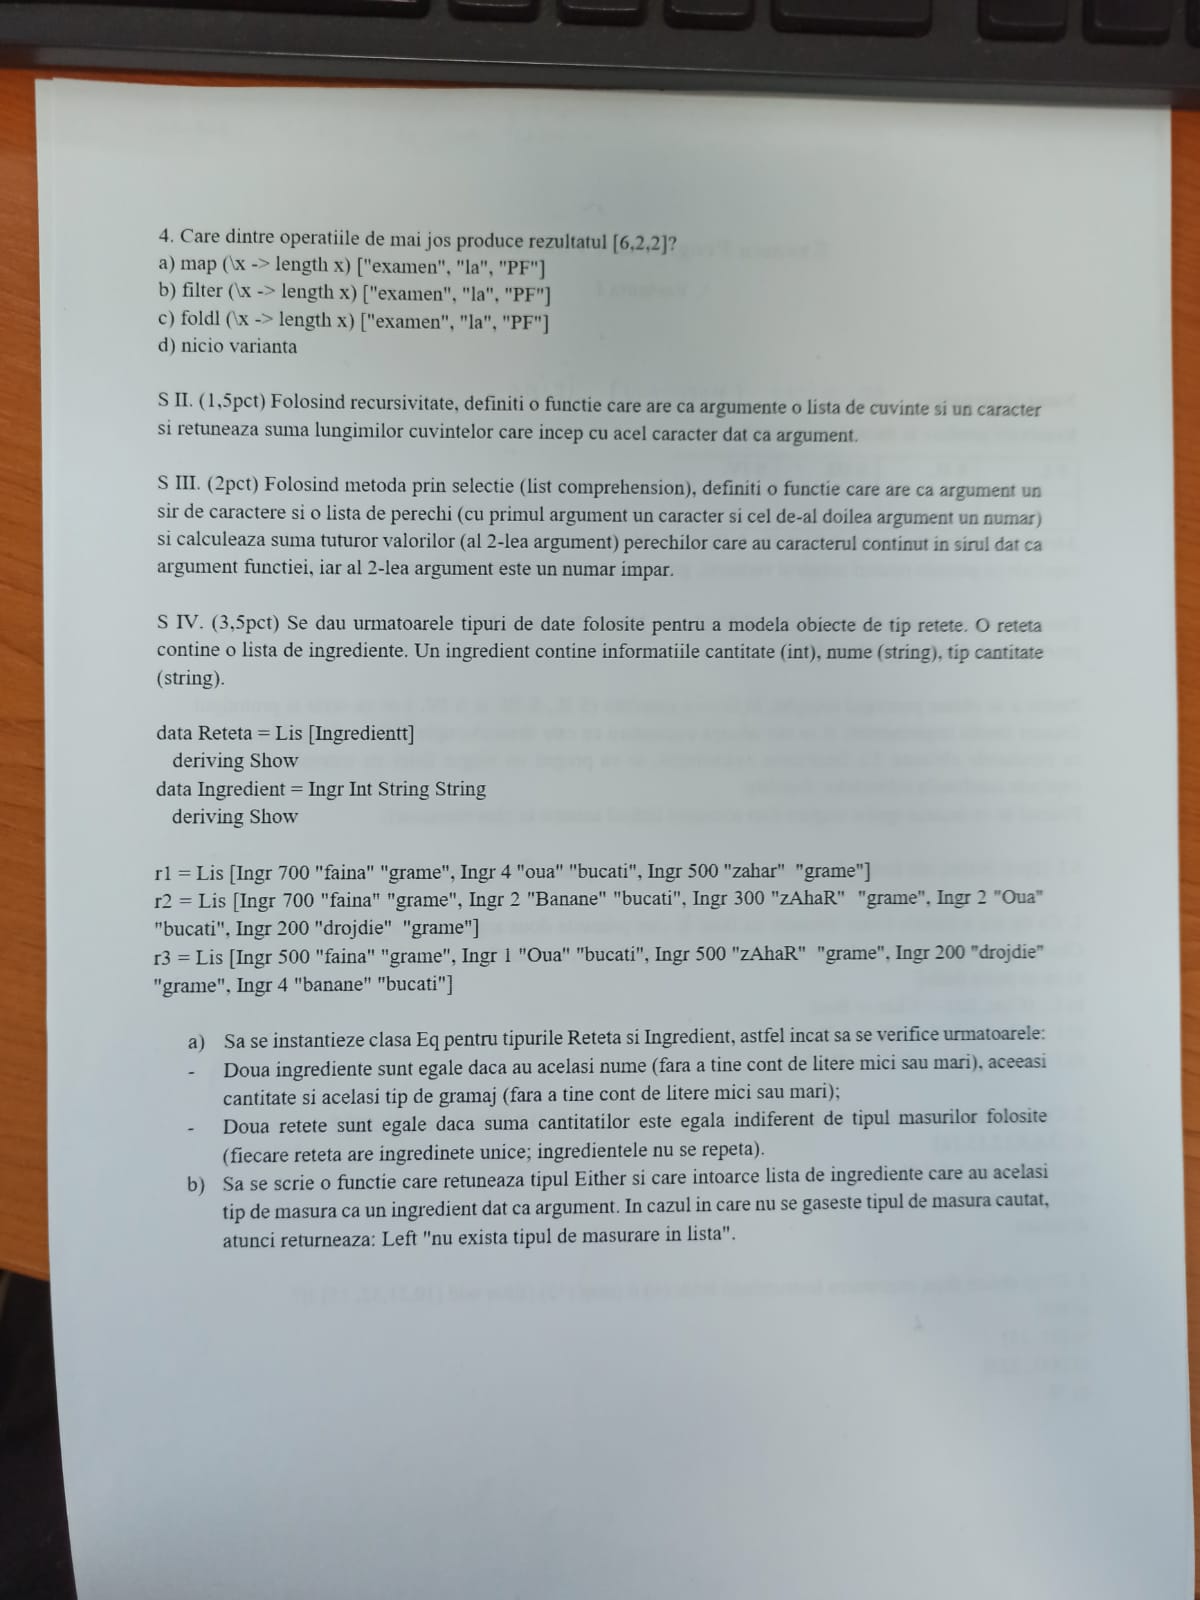 4. Care dintre operatiile de mai jos produce rezultatul [6,2,2]?
a) map (\x -> length x) ["examen", "la", "PF"]
b) filter (\x -> length x) ["examen", "la", "PF"]
c) foldl (\x -> length x) ["examen", "la", "PF"]
d) nicio varianta
S II. (1,5pct) Folosind recursivitate, definiti o functie care are ca argumente o lista de cuvinte si un caracter
si retuneaza suma lungimilor cuvintelor care incep cu acel caracter dat ca argument.
S III. (2pct) Folosind metoda prin selectie (list comprehension), definiti o functie care are ca argument un
sir de caractere si o lista de perechi (cu primul argument un caracter si cel de-al doilea argument un numar)
si calculeaza suma tuturor valorilor (al 2-lea argument) perechilor care au caracterul continut in sirul dat ca
argument functiei, iar al 2-lea argument este un numar impar.
S IV. (3,5pct) Se dau urmatoarele tipuri de date folosite pentru a modela obiecte de tip retete. O reteta
contine o lista de ingrediente. Un ingredient contine informatiile cantitate (int), nume (string), tip cantitate
(string).
data Reteta = Lis [Ingredientt]
deriving Show
data Ingredient = Ingr Int String String
deriving Show
r1 = Lis [Ingr 700 "faina" "grame", Ingr 4 "oua" "bucati", Ingr 500 "zahar" "grame"]
r2 = Lis [Ingr 700 "faina" "grame", Ingr 2 "Banane" "bucati", Ingr 300 "zAhaR" "grame", Ingr 2 "Oua"
"bucati", Ingr 200 "drojdie" "grame"]
r3 = Lis [Ingr 500 "faina" "grame", Ingr 1 "Oua" "bucati", Ingr 500 "zAhaR" "grame", Ingr 200 "drojdie"
"grame", Ingr 4 "banane" "bucati"]
a) Sa se instantieze clasa Eq pentru tipurile Reteta si Ingredient, astfel incat sa se verifice urmatoarele:
- Doua ingrediente sunt egale daca au acelasi nume (fara a tine cont de litere mici sau mari), aceeasi
cantitate si acelasi tip de gramaj (fara a tine cont de litere mici sau mari);
- Doua retete sunt egale daca suma cantitatilor este egala indiferent de tipul masurilor folosite
(fiecare reteta are ingredinete unice; ingredientele nu se repeta).
b) Sa se scrie o functie care retuneaza tipul Either si care intoarce lista de ingrediente care au acelasi
tip de masura ca un ingredient dat ca argument. In cazul in care nu se gaseste tipul de masura cautat,
atunci returneaza: Left "nu exista tipul de masurare in lista".